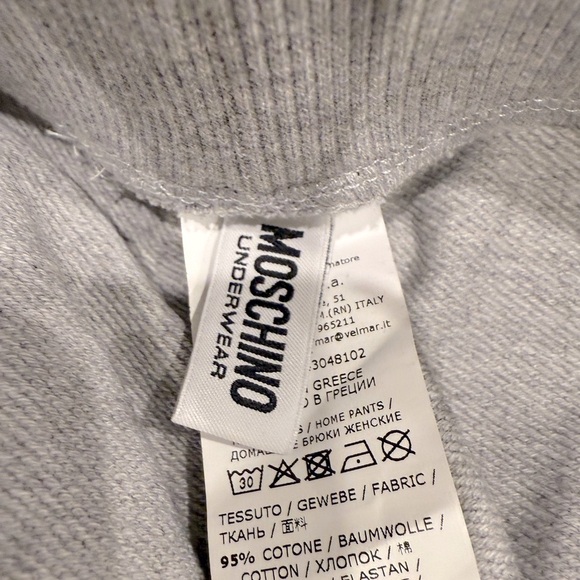 MOSCHINO
UNDERWEAR
.a.
, 51
.(RN) ITALY
965211
mar@velmar.it
3048102
GREECE
О В ГРЕЦИИ
/ HOME PANTS /
БРЮКИ ЖЕНСКИЕ
30
TESSUTO / GEWEBE / FABRIC /
ТКАНЬ / 面料
95% COTONE / BAUMWOLLE /
COTTON / ХЛОПОК / 棉
ELASTAN /